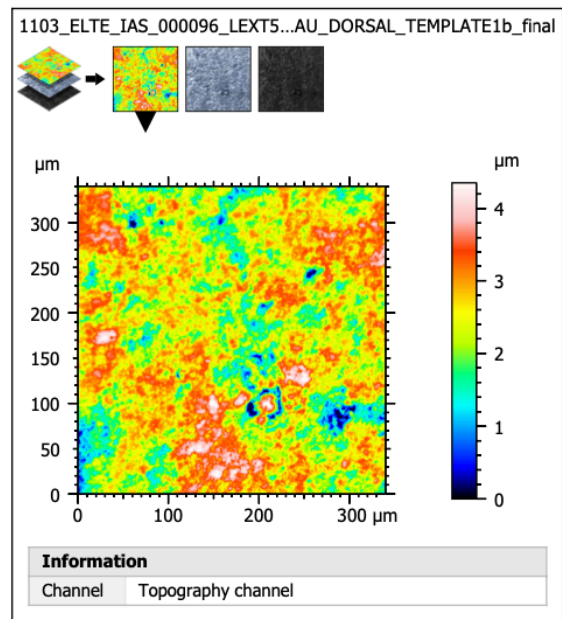 1103_ELTE_IAS_000096_LEXT5...AU_DORSAL_TEMPLATE1b_final
µm
µm
300
250
200
150
100
50
0
0
100
200
300 µm
4
3
2
1
0
Information
Channel Topography channel